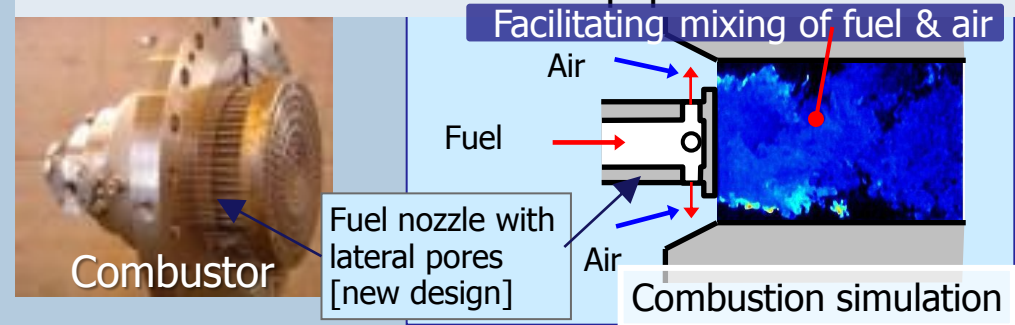 Facilitating mixing of fuel & air
Air
Fuel
Fuel nozzle with
lateral pores
[new design]
Air
Combustor
Combustion simulation